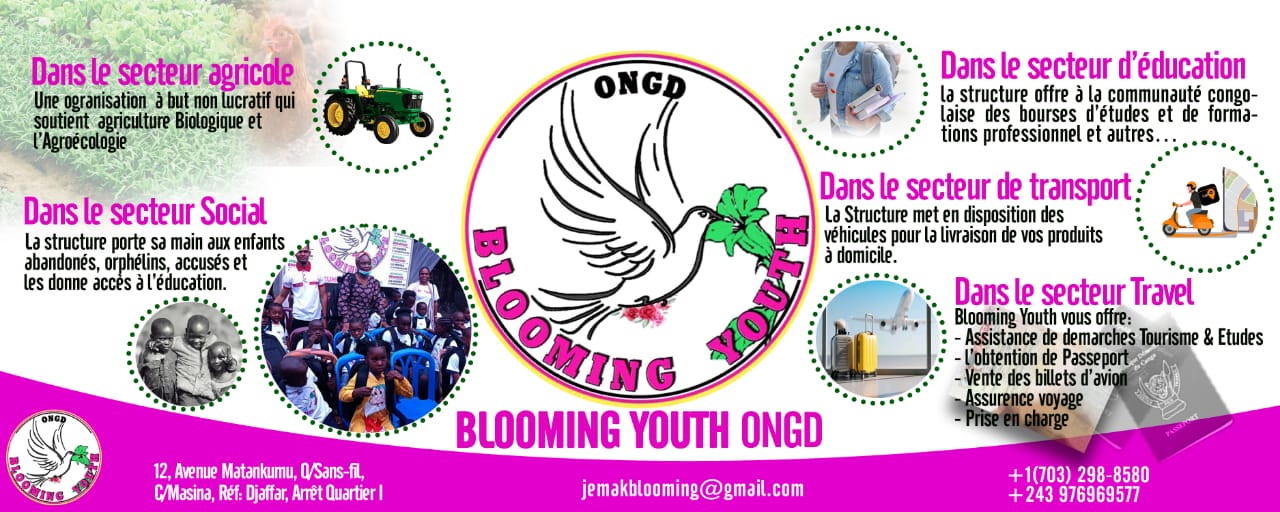 Dans le secteur agricole
Une ogranisation à but non lucratif qui
soutient agriculture Biologique et
l'Agroécologie
Dans le secteur Social
La structure porte sa main aux enfants
abandonés, orphélins, accusés et
les donne accès à l'éducation.
ONGD
BLOOMING YOUTH
BLOOMING YOUTH ONGD
Dans le secteur d'éducation
la structure offre à la communauté congo-
laise des bourses d'études et de forma-
tions professionnel et autres...
Dans le secteur de transport
La Structure met en disposition des
véhicules pour la livraison de vos produits
à domicile.
Dans le secteur Travel
Blooming Youth vous offre:
- Assistance de demarches Tourisme & Etudes
- L'obtention de Passeport
- Vente des billets d'avion
- Assurence voyage
- Prise en charge
PASSEPORT
ONGD
BLOOMING YOUTH
12, Avenue Matankumu, Q/Sans-fil,
C/Masina, Réf: Djaffar, Arrêt Quartier I
jemakblooming@gmail.com
+1(703) 298-8580
+243 976969577